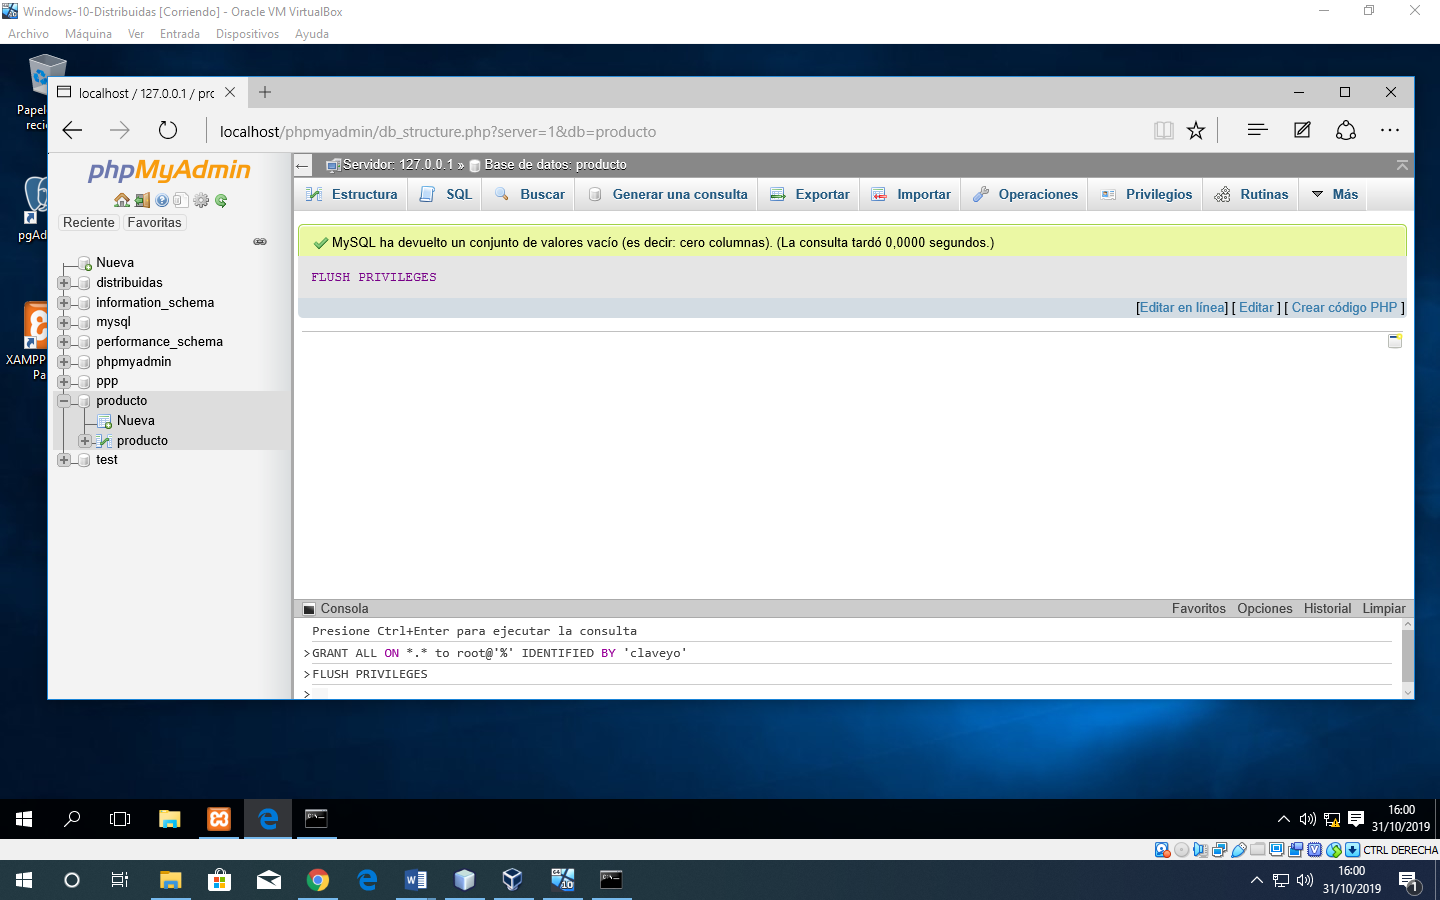 Windows-10-Distribuidas [Corriendo] - Oracle VM VirtualBox
Archivo Máquina Ver Entrada Dispositivos Ayuda
localhost / 127.0.0.1 / prc
localhost/phpmyadmin/db_structure.php?server=1&db=producto
phpMyAdmin
Reciente Favoritas
Nueva
distribuidas
information_schema
mysql
performance_schema
phpmyadmin
ppp
producto
Nueva
producto
test
Servidor: 127.0.0.1 » Base de datos: producto
Estructura SQL Buscar Generar una consulta Exportar Importar Operaciones Privilegios Rutinas Más
MySQL ha devuelto un conjunto de valores vacío (es decir: cero columnas). (La consulta tardó 0,0000 segundos.)
FLUSH PRIVILEGES
[Editar en línea] [ Editar ] [ Crear código PHP ]
Consola Favoritos Opciones Historial Limpiar
Presione Ctrl+Enter para ejecutar la consulta
>GRANT ALL ON *.* to root@'%' IDENTIFIED BY 'claveyo'
>FLUSH PRIVILEGES
>
Papel
reci
pgAd
XAMPP
Pa
16:00
31/10/2019
CTRL DERECHA
16:00
31/10/2019
1